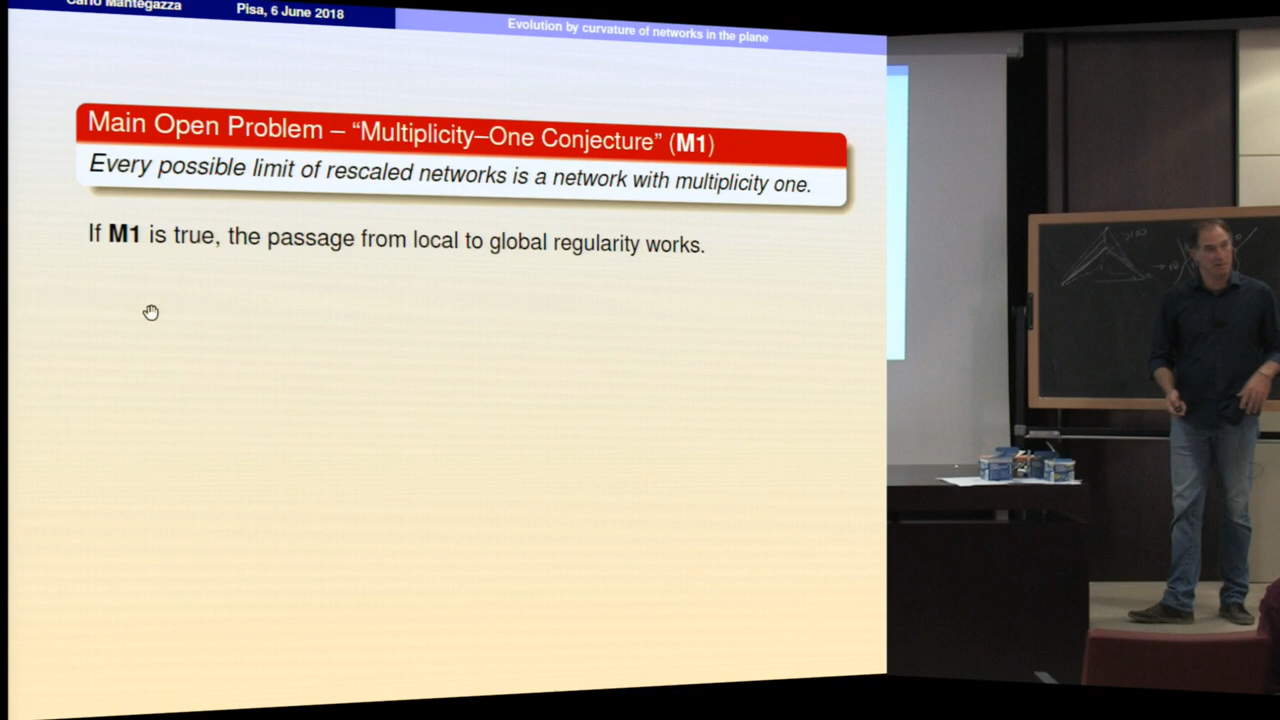 Carlo Mantegazza
Pisa, 6 June 2018
Evolution by curvature of networks in the plane
Main Open Problem – “Multiplicity–One Conjecture” (M1)
Every possible limit of rescaled networks is a network with multiplicity one.
If M1 is true, the passage from local to global regularity works.